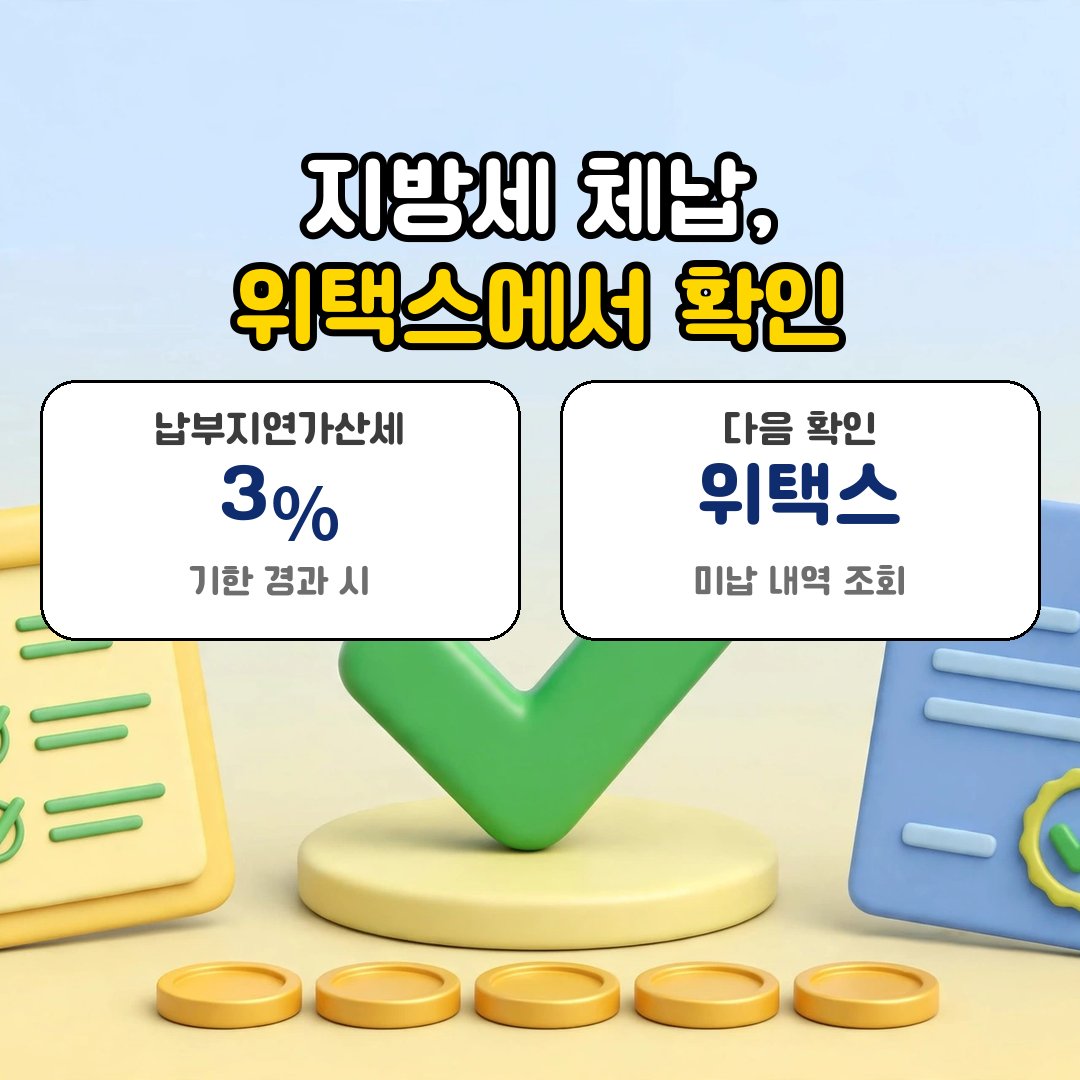 지방세 체납,
위택스에서 확인
납부지연가산세
3%
기한 경과 시
다음 확인
위택스
미납 내역 조회